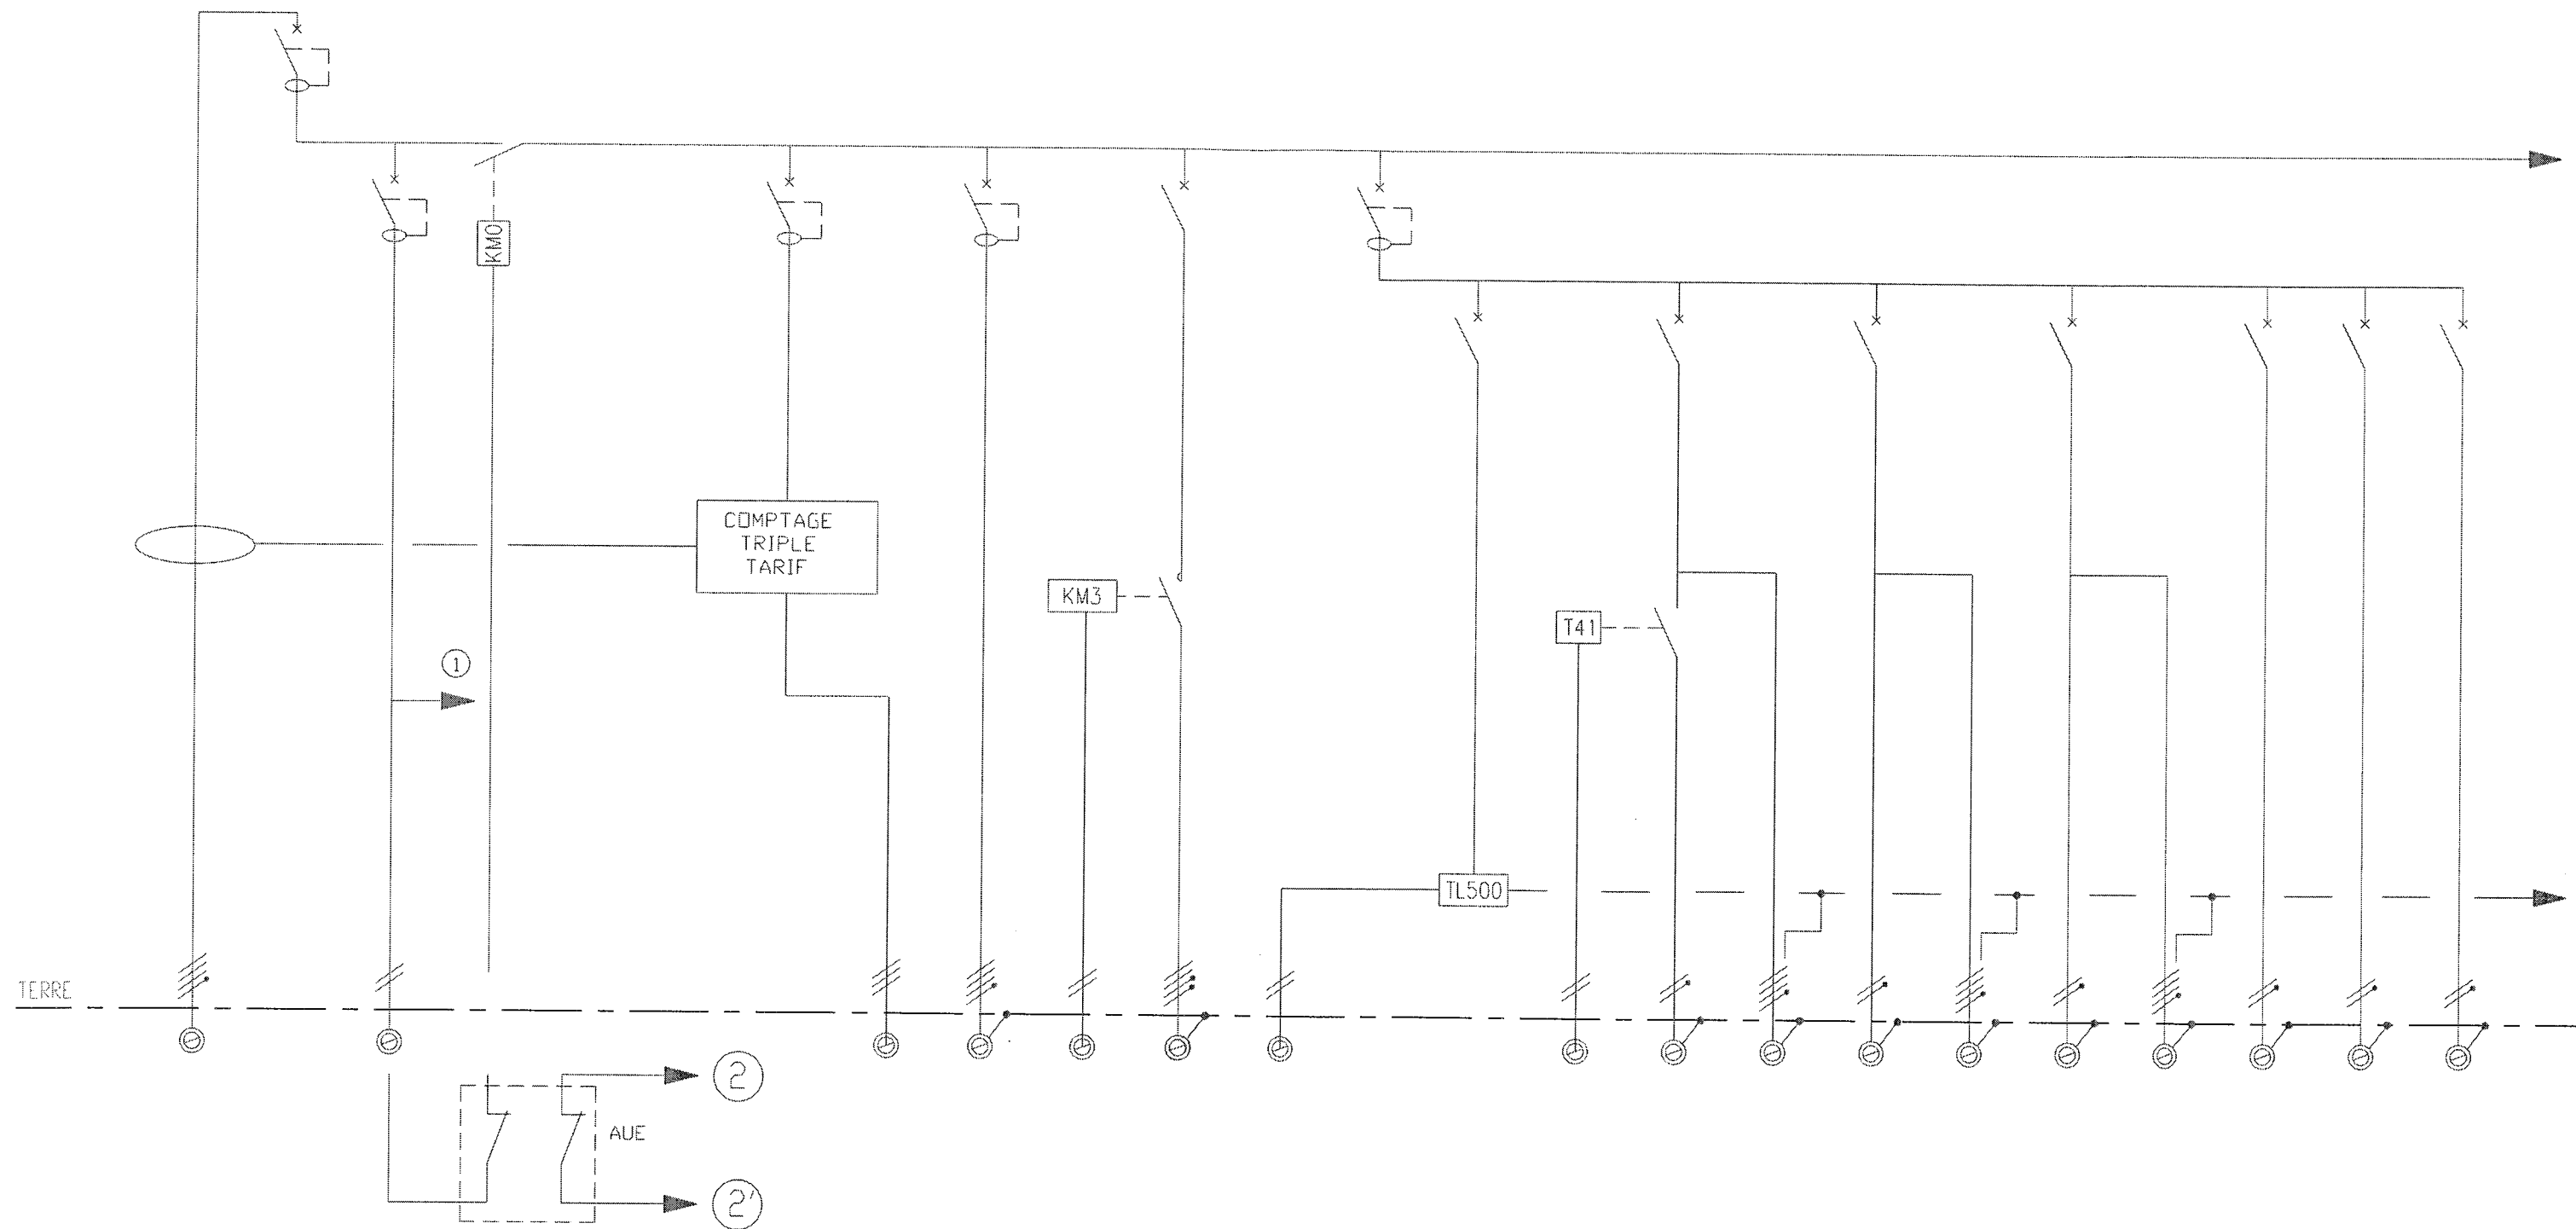 KM0
COMPTAGE
TRIPLE
TARIF
KM3
T41
1
TL500
TERRE
2
AUE
2'